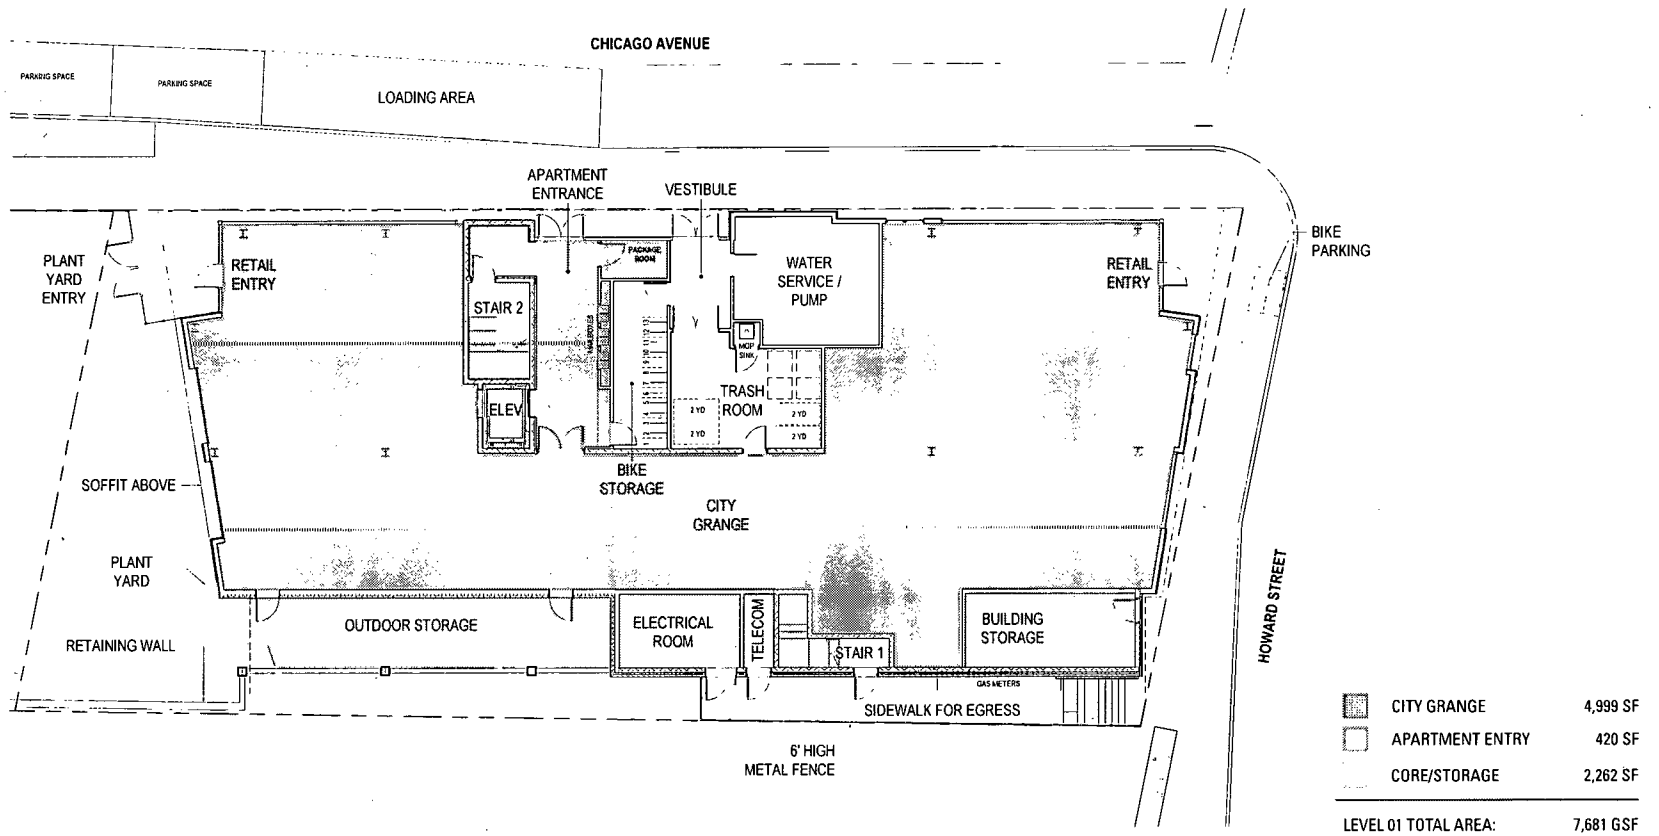 CHICAGO AVENUE
PARKING SPACE
PARKING SPACE
LOADING AREA
APARTMENT
ENTRANCE
VESTIBULE
PLANT
YARD
ENTRY
RETAIL
ENTRY
PACKAGE
ROOM
WATER
SERVICE /
PUMP
RETAIL
ENTRY
BIKE
PARKING
STAIR 2
MAILBOXES
MOP
SINK
ELEV
TRASH
ROOM
2 YD
2 YD
2 YD
2 YD
BIKE
STORAGE
SOFFIT ABOVE
CITY
GRANGE
PLANT
YARD
HOWARD STREET
RETAINING WALL
OUTDOOR STORAGE
ELECTRICAL
ROOM
TELECOM
STAIR 1
BUILDING
STORAGE
GAS METERS
SIDEWALK FOR EGRESS
6' HIGH
METAL FENCE
CITY GRANGE 4,999 SF
APARTMENT ENTRY 420 SF
CORE/STORAGE 2,262 SF
LEVEL 01 TOTAL AREA: 7,681 GSF